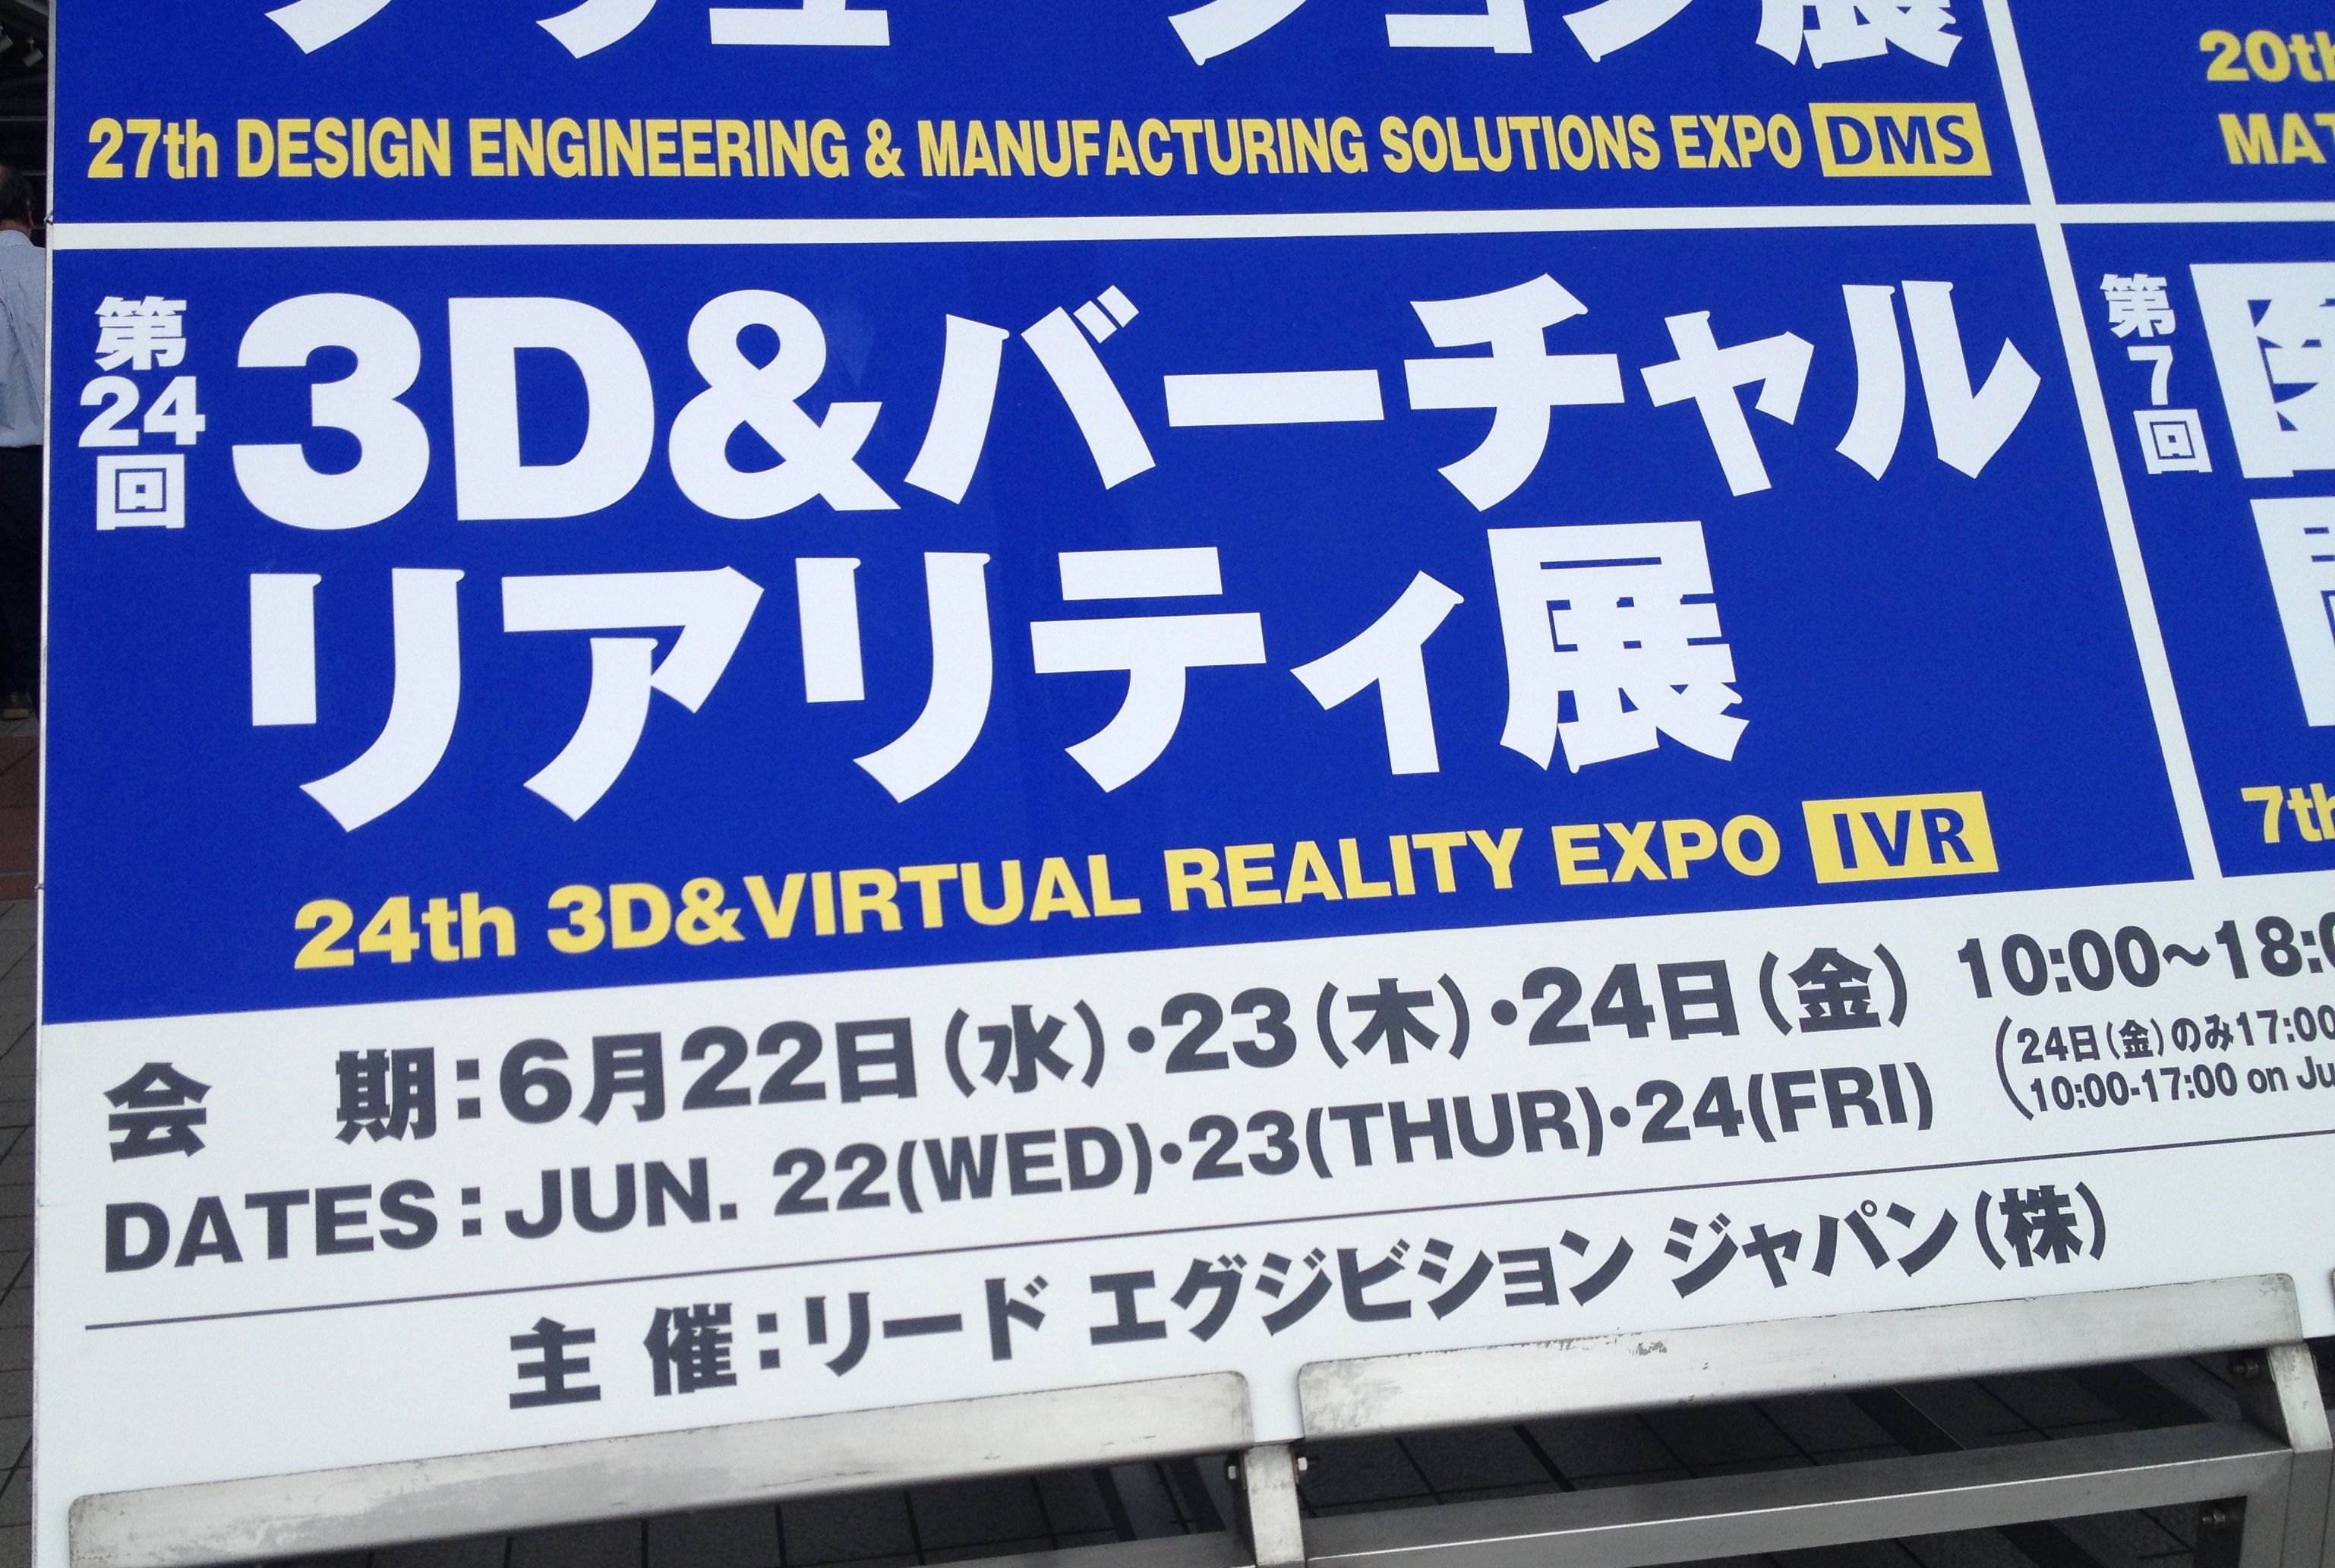 ション展
27th DESIGN ENGINEERING & MANUFACTURING SOLUTIONS EXPO DMS
20th
第24回
3D&バーチャル
リアリティ展
24th 3D&VIRTUAL REALITY EXPO IVR
第7回
7th
会 期:6月22日(水)・23(木)・24日(金) 10:00~18:0
(24日(金)のみ17:00
DATES:JUN. 22(WED)・23(THUR)・24(FRI)
10:00-17:00 on Ju
主 催:リード エグジビション ジャパン(株)